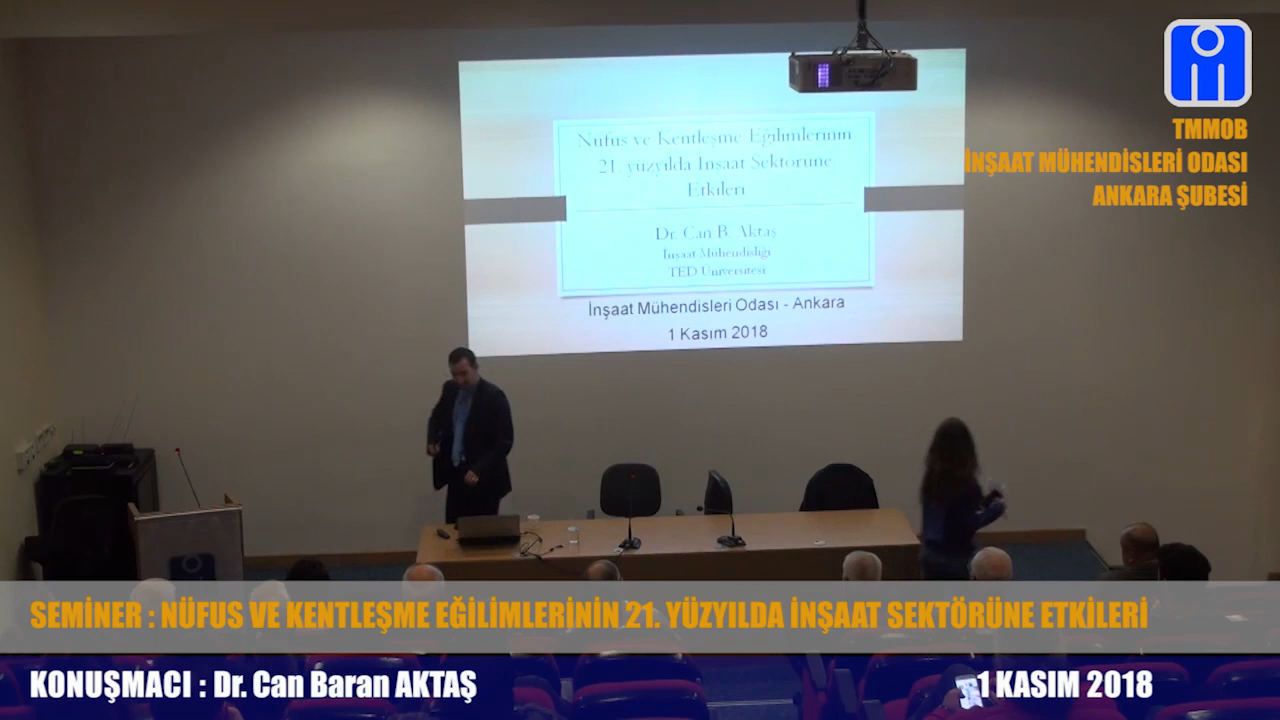 TMMOB
İNŞAAT MÜHENDİSLERİ ODASI
ANKARA ŞUBESİ
Nüfus ve Kentleşme Eğilimlerinin
21. yüzyılda İnşaat Sektörüne
Etkileri
Dr. Can B. Aktaş
İnşaat Mühendisliği
TED Üniversitesi
İnşaat Mühendisleri Odası - Ankara
1 Kasım 2018
SEMİNER : NÜFUS VE KENTLEŞME EĞİLİMLERİNİN 21. YÜZYILDA İNŞAAT SEKTÖRÜNE ETKİLERİ
KONUŞMACI : Dr. Can Baran AKTAŞ
1 KASIM 2018